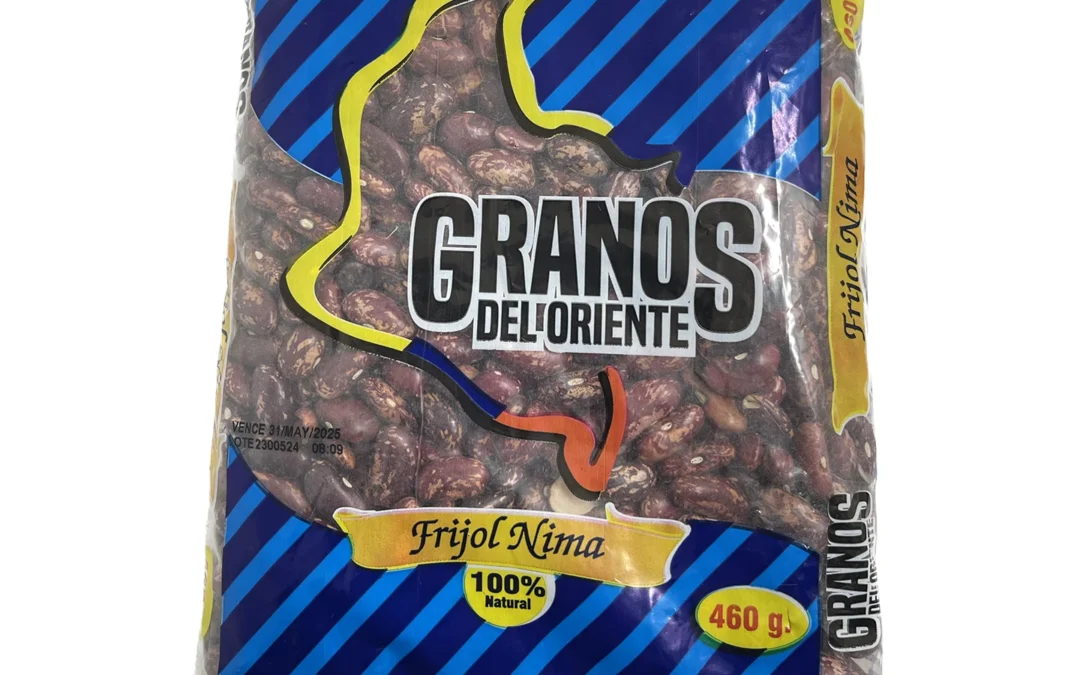 GRANOS
DEL ORIENTE
VENCE 31/MAY/2025
OTE2300524 08:09
Frijol Nima
100%
Natural
460 g.
Frijol Nima
GRANOS